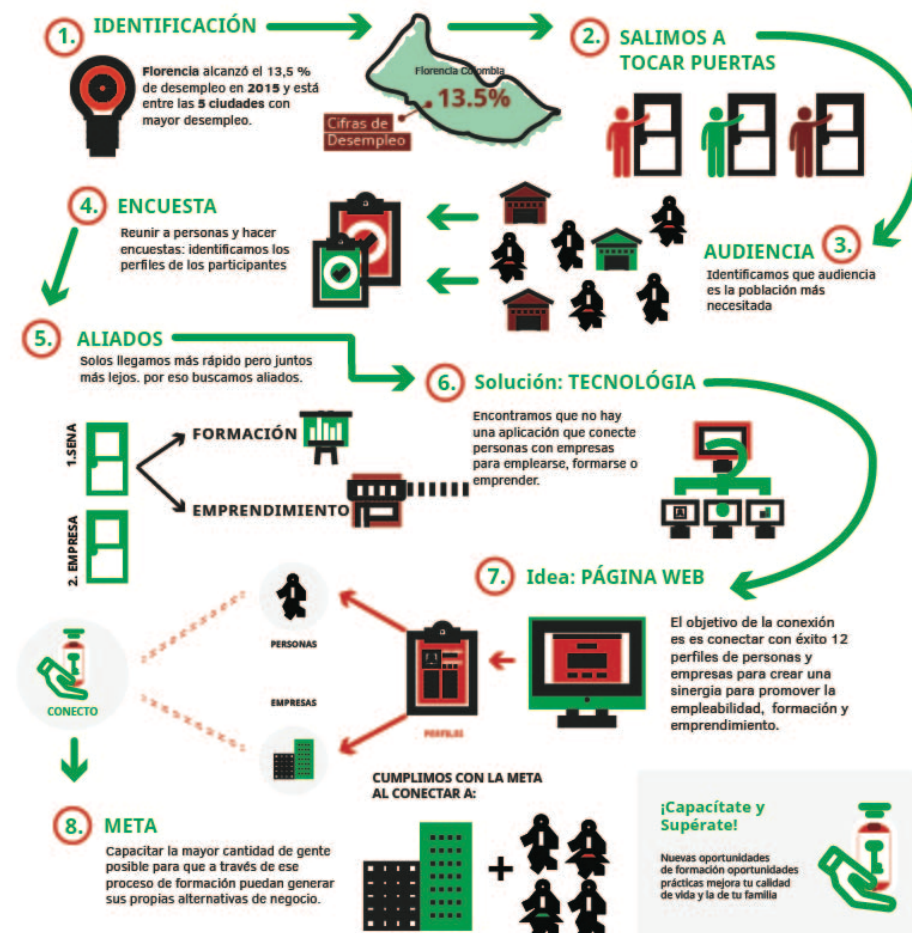 1. IDENTIFICACIÓN
Florencia alcanzó el 13,5 %
de desempleo en 2015 y está
entre las 5 ciudades con
mayor desempleo.
Florencia Colombia
13.5%
Cifras de
Desempleo
2. SALIMOS A
TOCAR PUERTAS
AUDIENCIA 3.
Identificamos que audiencia
es la población más
necesitada
4. ENCUESTA
Reunir a personas y hacer
encuestas: identificamos los
perfiles de los participantes
5. ALIADOS
Solos llegamos más rápido pero juntos
más lejos. por eso buscamos aliados.
1.SENA
2. EMPRESA
FORMACIÓN
EMPRENDIMIENTO
6. Solución: TECNOLÓGIA
Encontramos que no hay
una aplicación que conecte
personas con empresas
para emplearse, formarse o
emprender.
7. Idea: PÁGINA WEB
El objetivo de la conexión
es es conectar con éxito 12
perfiles de personas y
empresas para crear una
sinergia para promover la
empleabilidad, formación y
emprendimiento.
PERFILES
PERSONAS
EMPRESAS
CONECTO
8. META
Capacitar la mayor cantidad de gente
posible para que a través de ese
proceso de formación puedan generar
sus propias alternativas de negocio.
CUMPLIMOS CON LA META
AL CONECTAR A:
+
¡Capacítate y
Supérate!
Nuevas oportunidades
de formación oportunidades
prácticas mejora tu calidad
de vida y la de tu familia